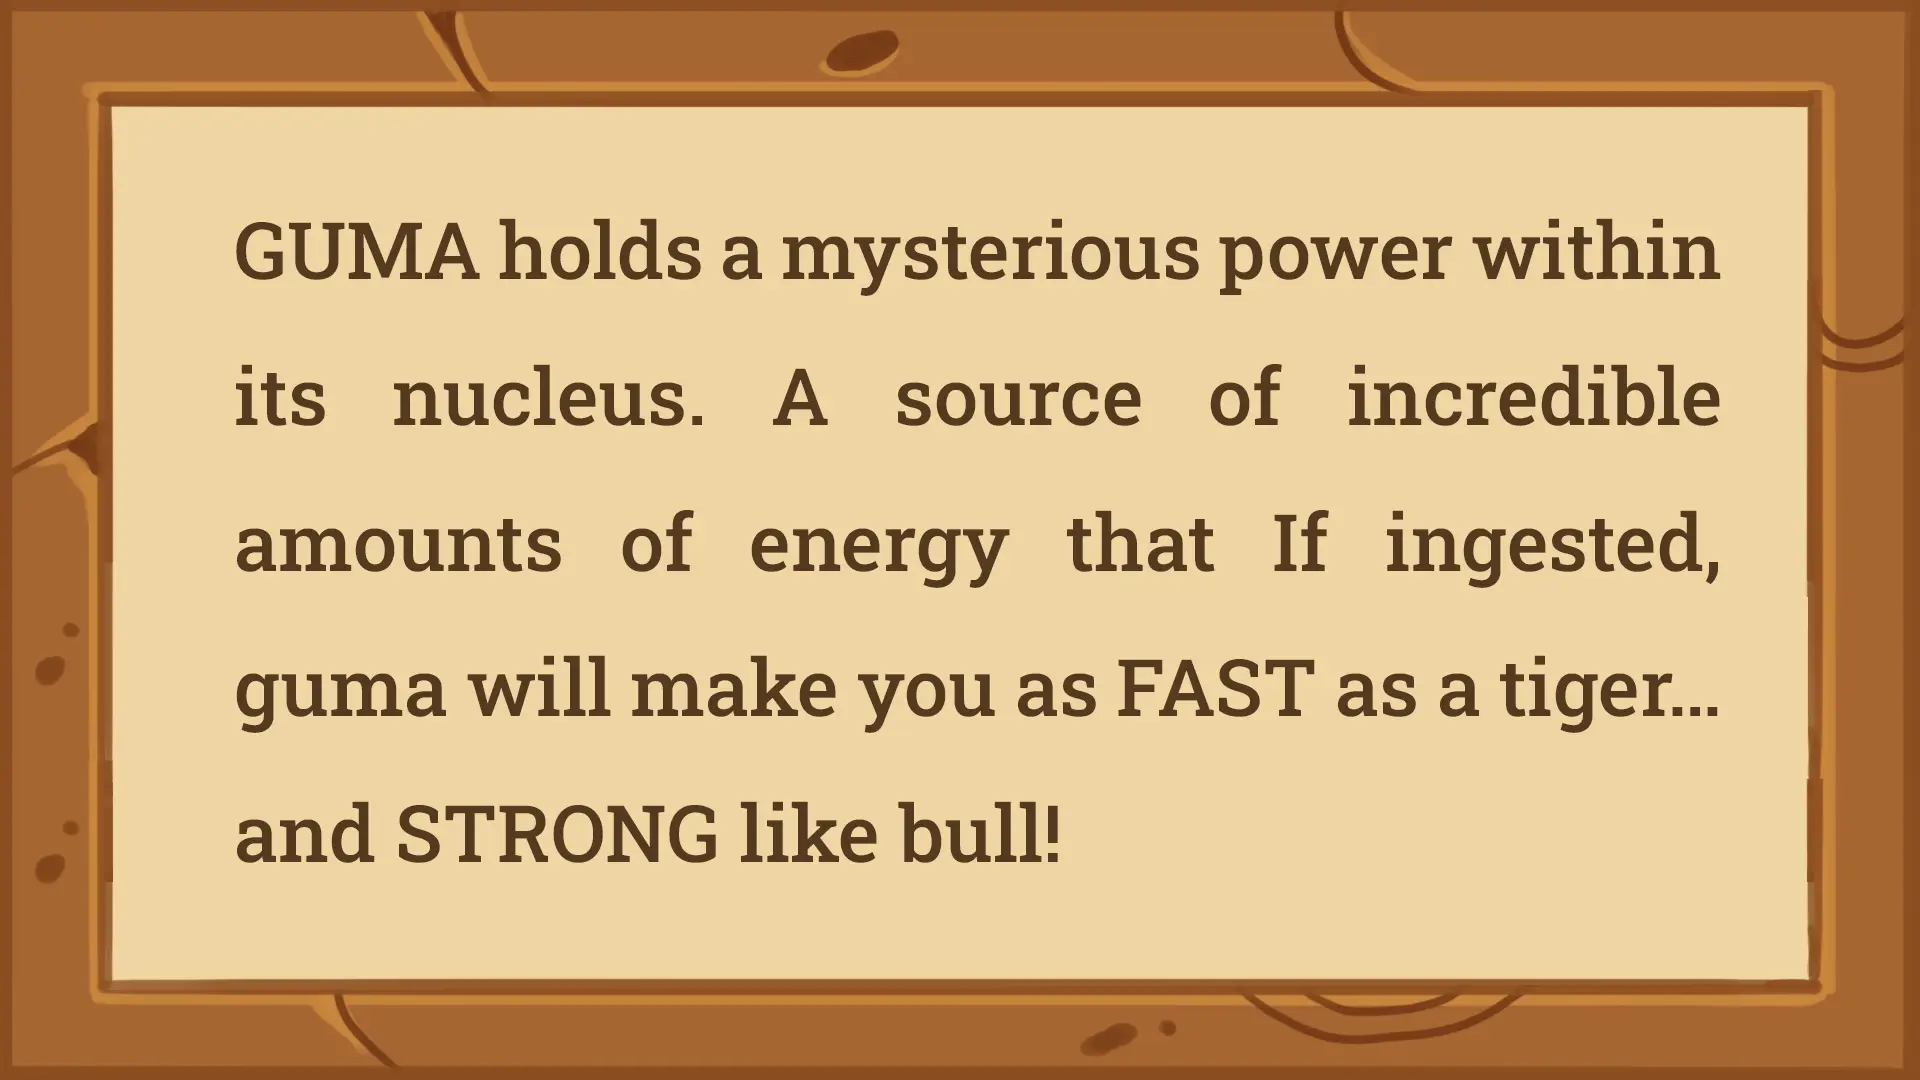 GUMA holds a mysterious power within
its nucleus. A source of incredible
amounts of energy that If ingested,
guma will make you as FAST as a tiger...
and STRONG like bull!